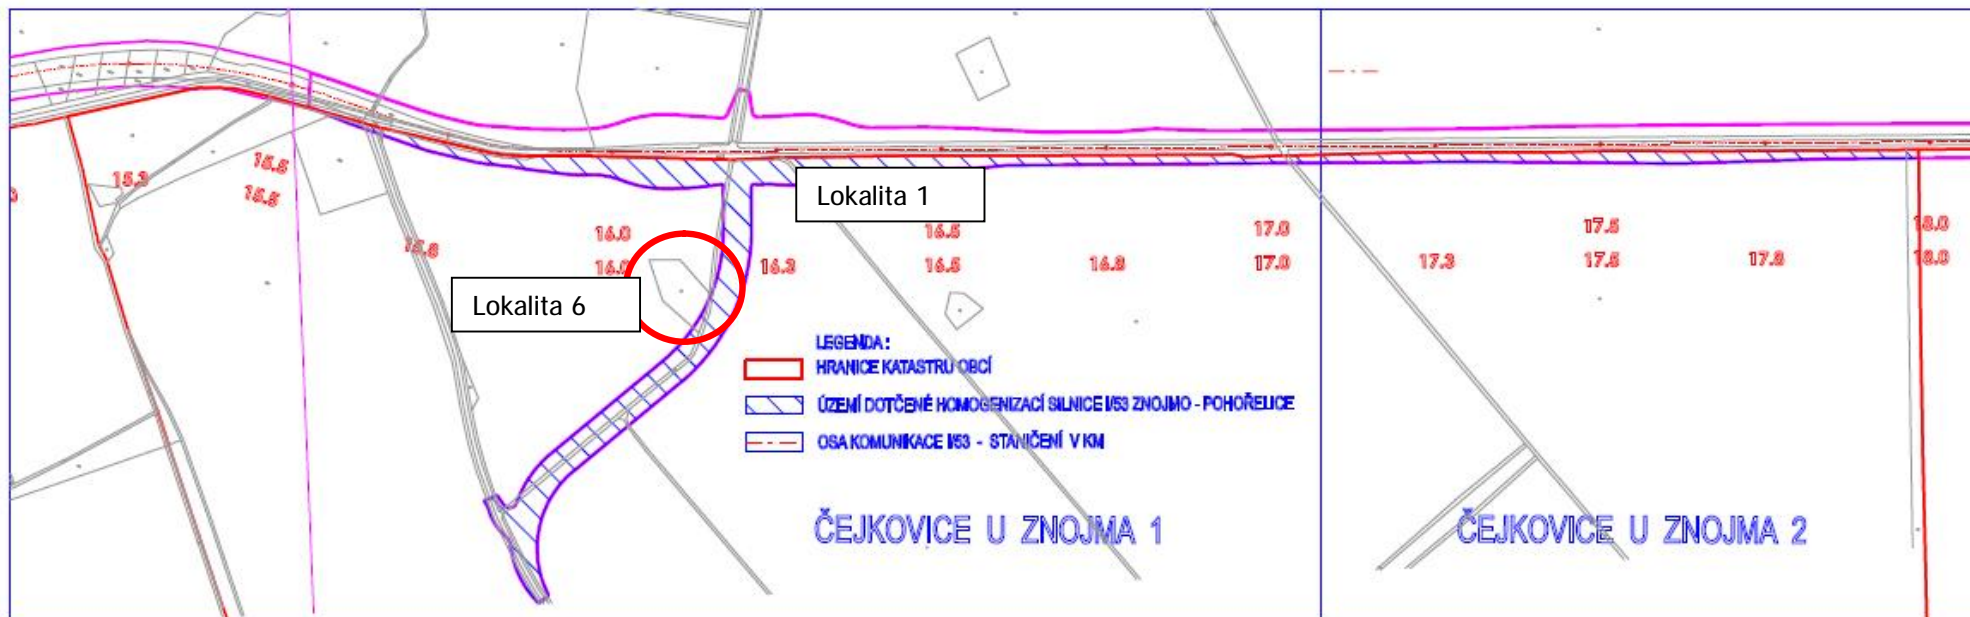 15.3
15.5
15.5
15.8
16.0
16.0
16.3
16.5
16.5
16.8
17.0
17.0
17.3
17.5
17.5
17.8
18.0
18.0
Lokalita 1
Lokalita 6
LEGENDA:
HRANICE KATASTRU OBCÍ
ÚZEMÍ DOTČENÉ HOMOGENIZACÍ SILNICE I/53 ZNOJMO - POHOŘELICE
OSA KOMUNIKACE I/53 - STANIČENÍ V KM
ČEJKOVICE U ZNOJMA 1
ČEJKOVICE U ZNOJMA 2